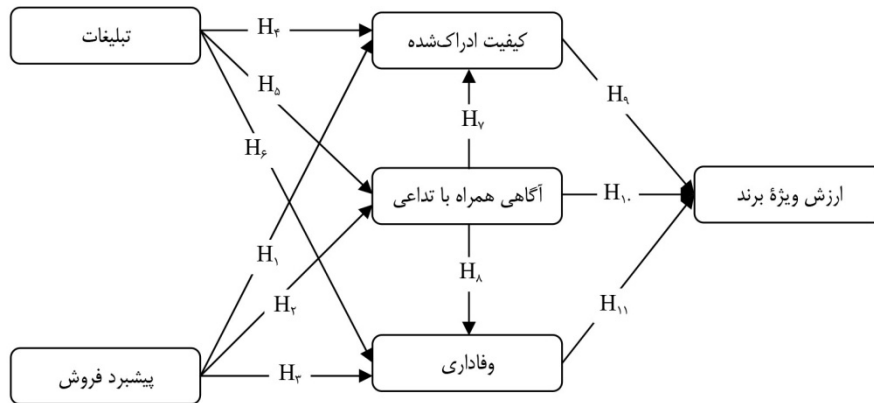 تبلیغات
H۴
کیفیت ادراک‌شده
H۵
H۹
H۶
H۷
آگاهی همراه با تداعی
H۱۰
ارزش ویژۀ برند
H۱
H۸
H۲
H۱۱
پیشبرد فروش
H۳
وفاداری